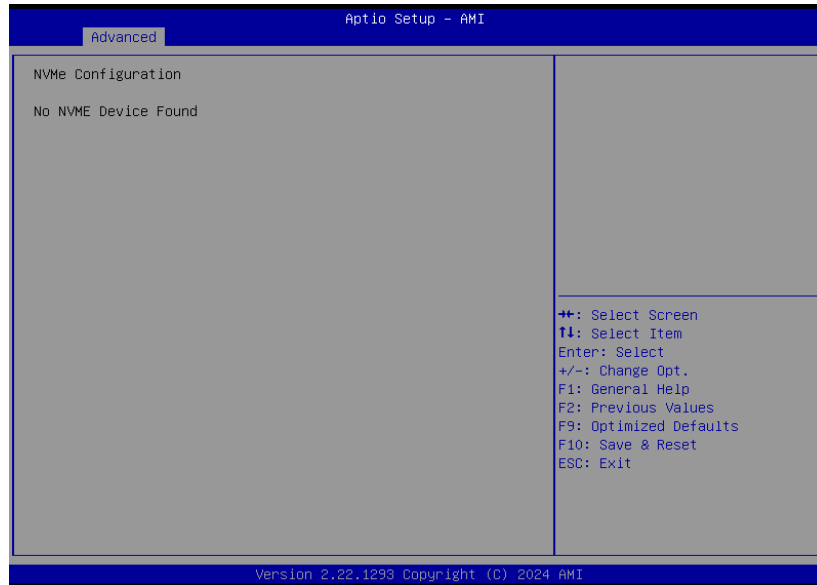 Aptio Setup – AMI
Advanced
NVMe Configuration
No NVME Device Found
→←: Select Screen
↑↓: Select Item
Enter: Select
+/-: Change Opt.
F1: General Help
F2: Previous Values
F9: Optimized Defaults
F10: Save & Reset
ESC: Exit
Version 2.22.1293 Copyright (C) 2024 AMI